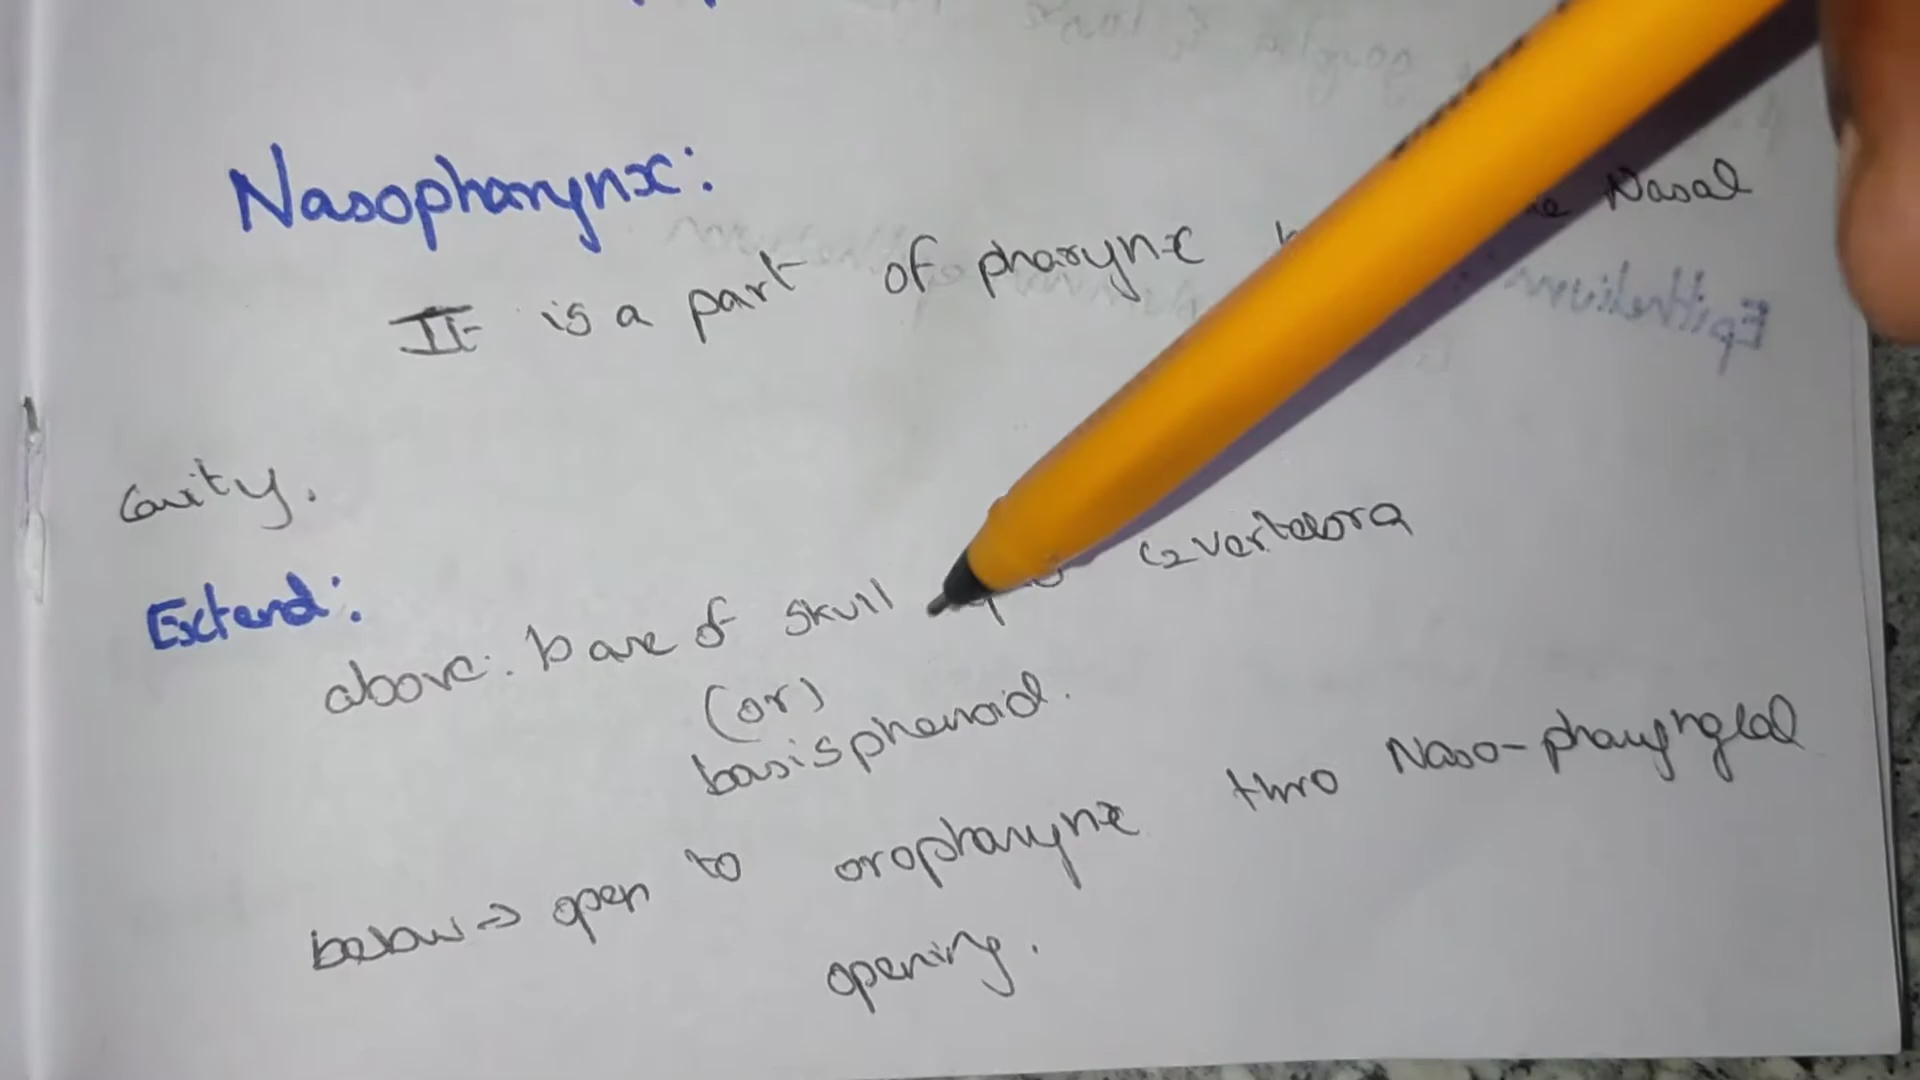 Nasopharynx:
It is a part of pharynx Nasal
Cavity.
Extend:
above: base of skull C2 vertebra
(or)
basisphenoid.
below → open to oropharynx thro Naso-pharyngeal
opening.
Epithelium